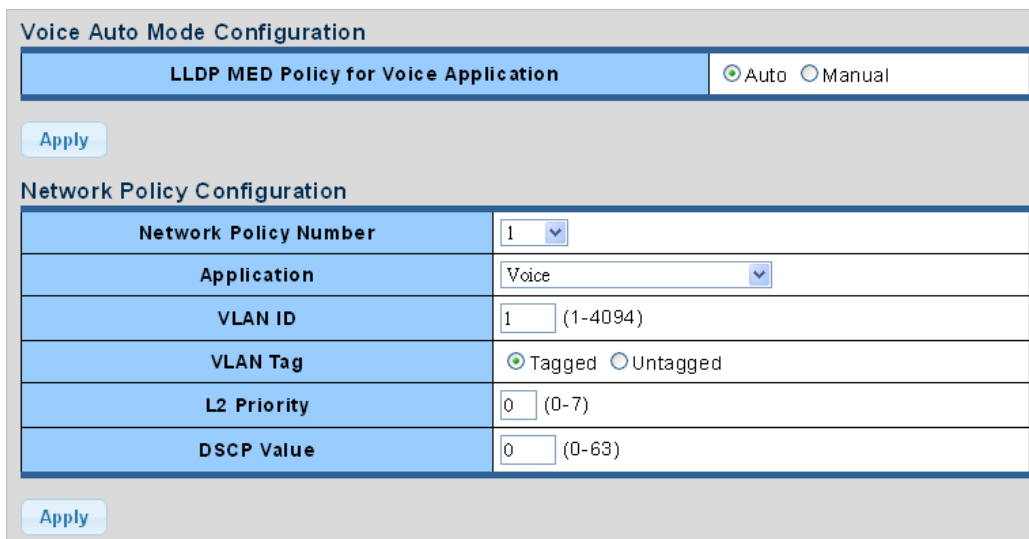 Voice Auto Mode Configuration
LLDP MED Policy for Voice Application Auto Manual
Apply
Network Policy Configuration
Network Policy Number 1
Application Voice
VLAN ID 1 (1-4094)
VLAN Tag Tagged Untagged
L2 Priority 0 (0-7)
DSCP Value 0 (0-63)
Apply